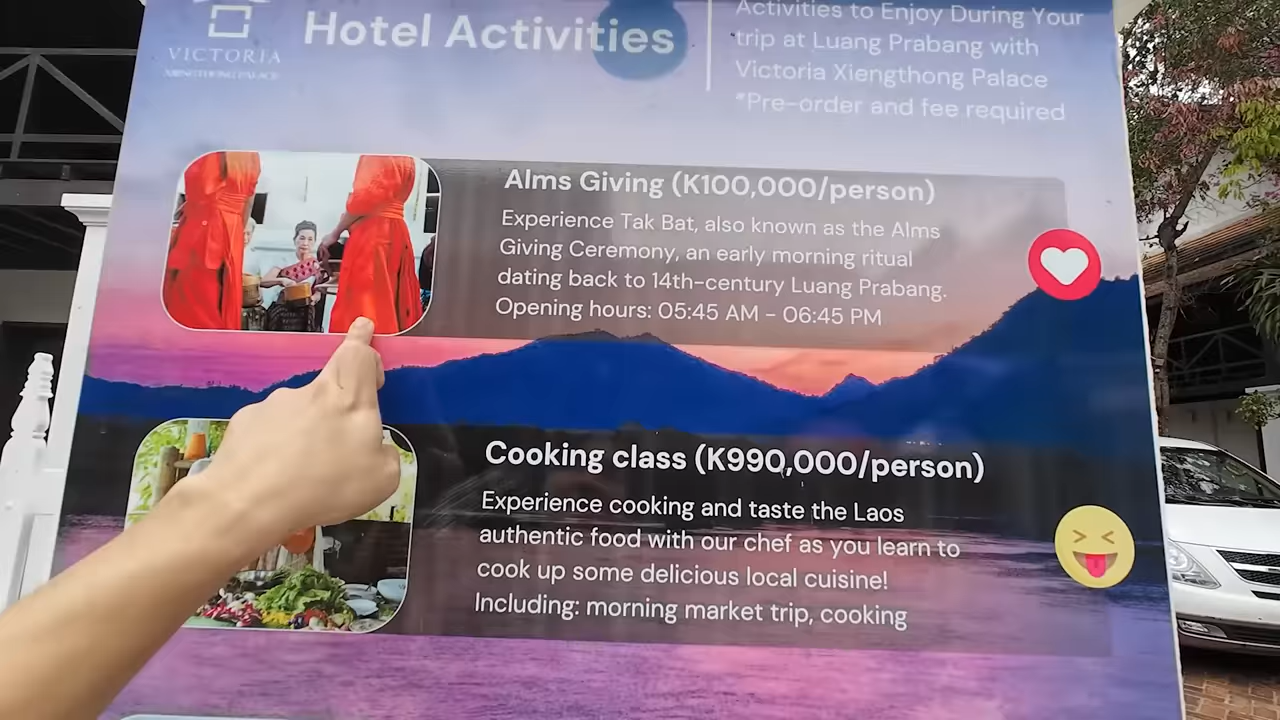 VICTORIA
XIENGTHONG PALACE
Hotel Activities
Activities to Enjoy During Your
trip at Luang Prabang with
Victoria Xiengthong Palace
*Pre-order and fee required
Alms Giving (K100,000/person)
Experience Tak Bat, also known as the Alms
Giving Ceremony, an early morning ritual
dating back to 14th-century Luang Prabang.
Opening hours: 05:45 AM - 06:45 PM
Cooking class (K990,000/person)
Experience cooking and taste the Laos
authentic food with our chef as you learn to
cook up some delicious local cuisine!
Including: morning market trip, cooking